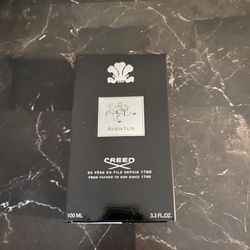 AVENTUS
CREED
DE PÈRE EN FILS DEPUIS 1760
FROM FATHER TO SON SINCE 1760
100 ML 3.3 FL.OZ.